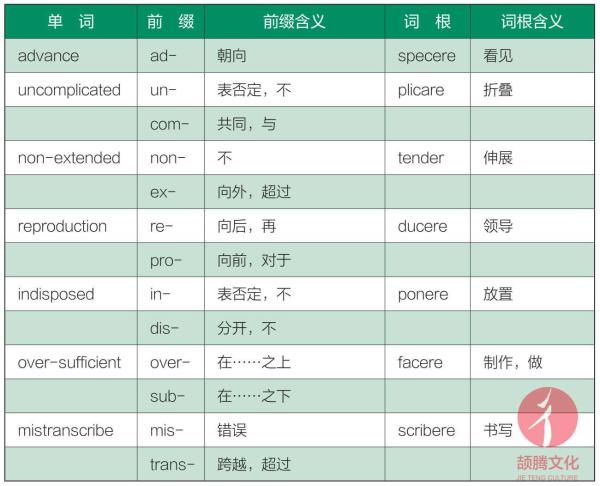 单 词 前 缀 前缀含义 词 根 词根含义
advance ad- 朝向 specere 看见
uncomplicated un- 表否定，不 plicare 折叠
com- 共同，与
non-extended non- 不 tender 伸展
ex- 向外，超过
reproduction re- 向后，再 ducere 领导
pro- 向前，对于
indisposed in- 表否定，不 ponere 放置
dis- 分开，不
over-sufficient over- 在……之上 facere 制作，做
sub- 在……之下
mistranscribe mis- 错误 scribere 书写
trans- 跨越，超过
颉腾文化
JIE TENG CULTURE